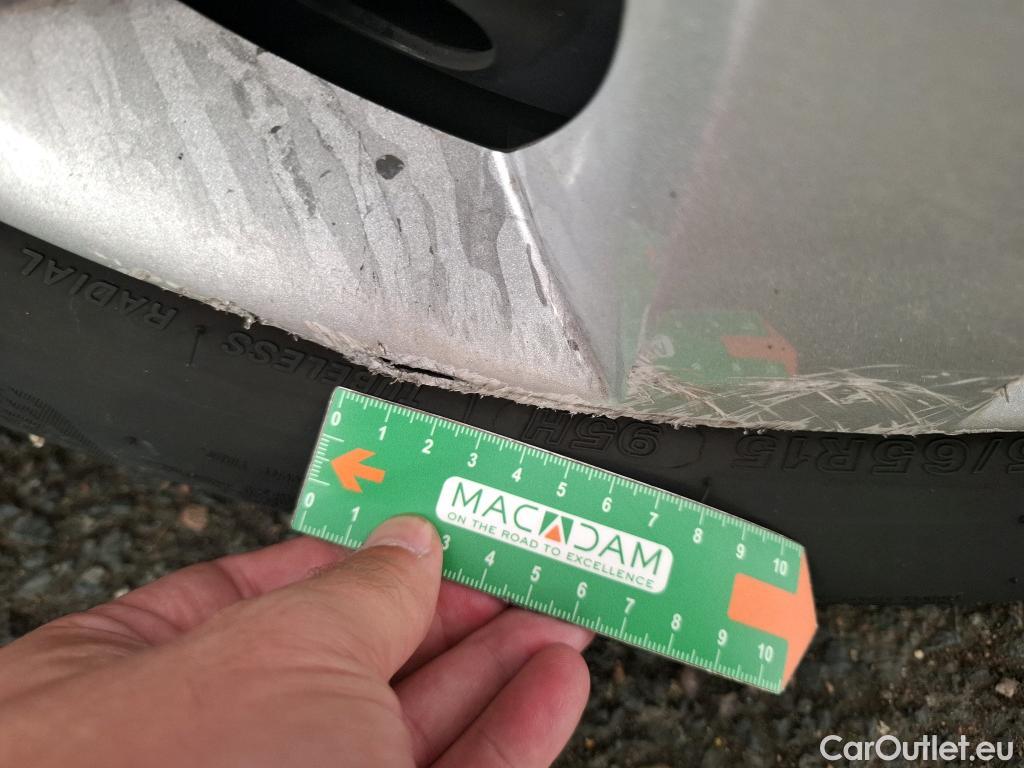 RADIAL
TUBELESS
95H
5/65R15
0 1 2 3 4 5 6 7 8 9 10
MACADAM
ON THE ROAD TO EXCELLENCE
0 1 3 4 5 6 7 8 9 10
CarOutlet.eu